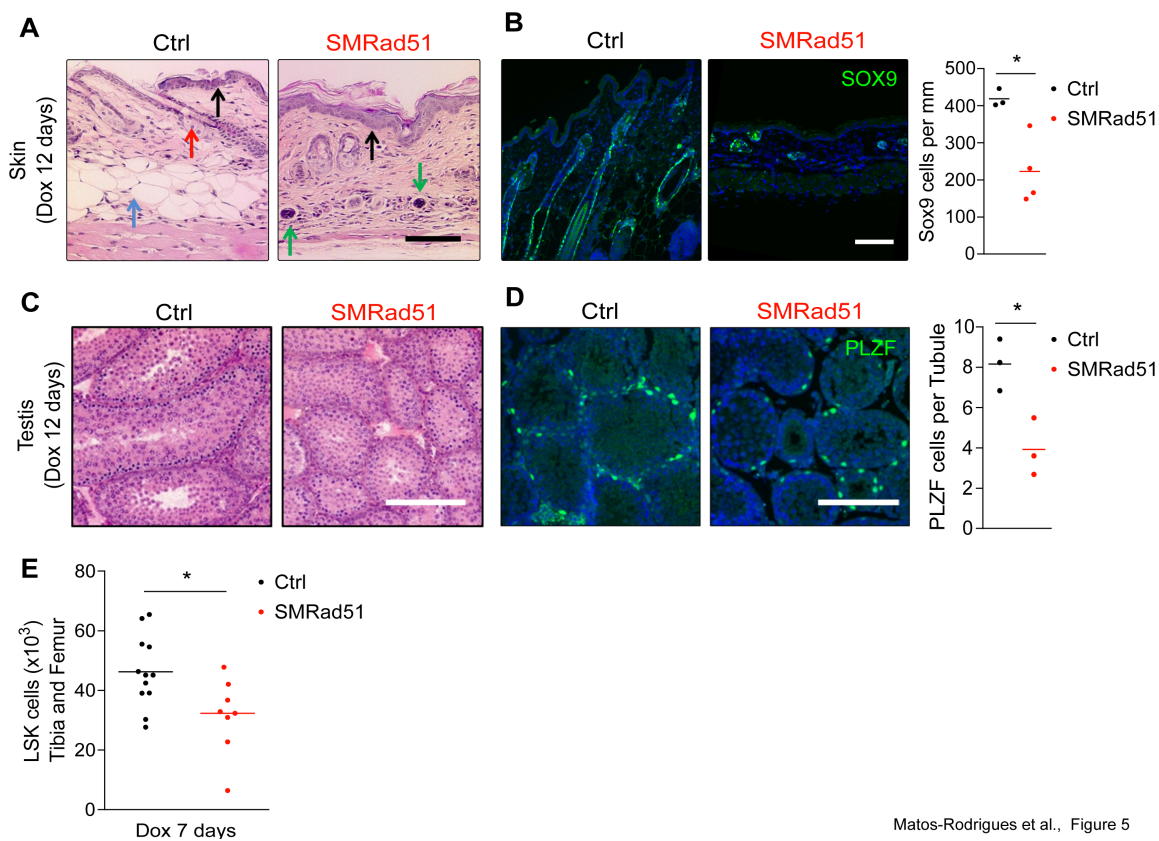 A
Ctrl
SMRad51
Skin
(Dox 12 days)
B
Ctrl
SMRad51
SOX9
Sox9 cells per mm
500
400
300
200
100
0
*
Ctrl
SMRad51
C
Ctrl
SMRad51
Testis
(Dox 12 days)
D
Ctrl
SMRad51
PLZF
PLZF cells per Tubule
10
8
6
4
2
0
*
Ctrl
SMRad51
E
LSK cells (x10³)
Tibia and Femur
80
60
40
20
0
*
Ctrl
SMRad51
Dox 7 days
Matos-Rodrigues et al., Figure 5